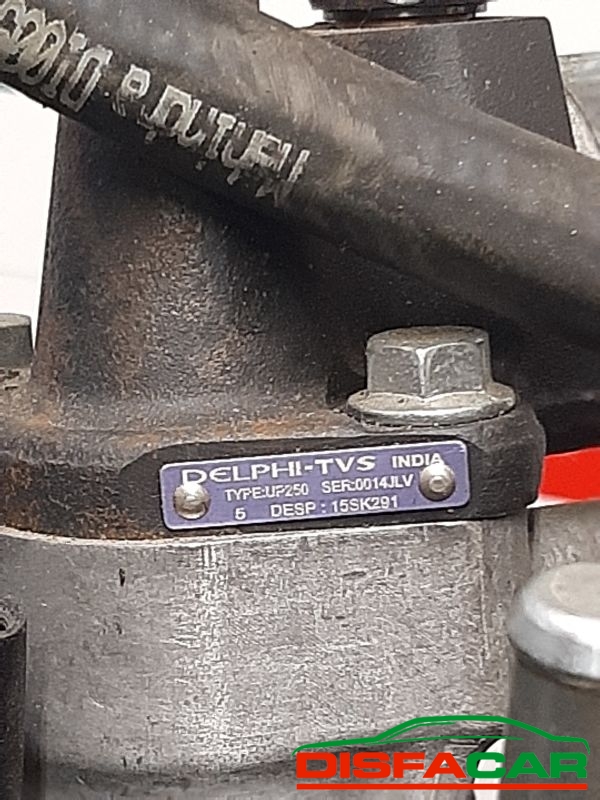 DELPHI-TVS INDIA
TYPE:UP250 SER:0014JLV
5 DESP : 15SK291
DISFACAR